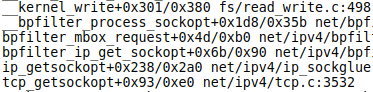 __kernel_write+0x301/0x380 fs/read_write.c:498
__bpfilter_process_sockopt+0x1d8/0x35b net/bpf
bpfilter_mbox_request+0x4d/0xb0 net/ipv4/bpfil
bpfilter_ip_get_sockopt+0x6b/0x90 net/ipv4/bpf
ip_getsockopt+0x238/0x2a0 net/ipv4/ip_sockglue
tcp_getsockopt+0x93/0xe0 net/ipv4/tcp.c:3532